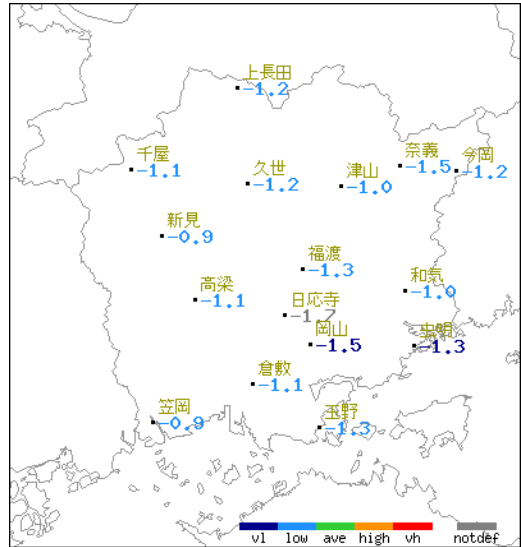 上長田
-1.2
千屋
-1.1
久世
-1.2
津山
-1.0
奈義
-1.5
今岡
-1.2
新見
-0.9
福渡
-1.3
高梁
-1.1
和気
-1.0
日応寺
-1.7
岡山
-1.5
虫明
-1.3
倉敷
-1.1
笠岡
-0.9
玉野
-1.3
vl low ave high vh notdef